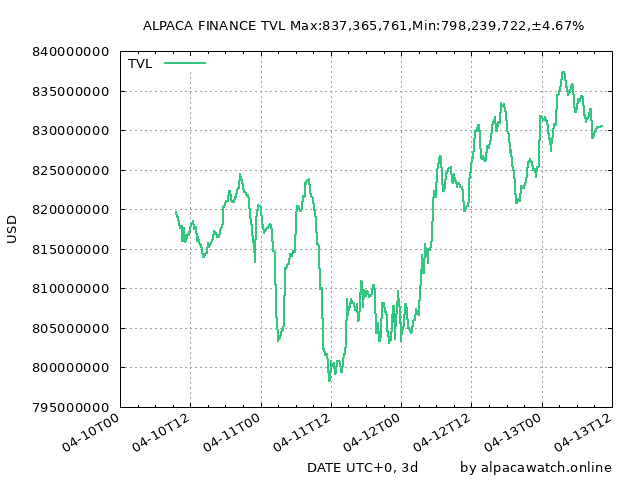 ALPACA FINANCE TVL Max:837,365,761,Min:798,239,722,±4.67%
840000000
TVL
835000000
830000000
825000000
820000000
815000000
810000000
805000000
800000000
795000000
USD
04-10T00
04-10T12
04-11T00
04-11T12
04-12T00
04-12T12
04-13T00
04-13T12
DATE UTC+0, 3d
by alpacawatch.online